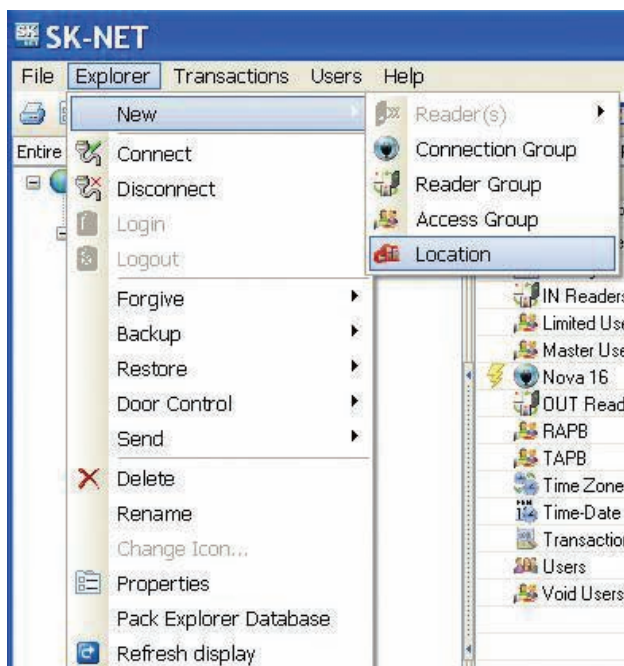 SK-NET
File Explorer Transactions Users Help
New
Connect
Disconnect
Login
Logout
Forgive
Backup
Restore
Door Control
Send
Delete
Rename
Change Icon...
Properties
Pack Explorer Database
Refresh display
Reader(s)
Connection Group
Reader Group
Access Group
Location
Entire
IN Readers
Limited Use
Master Use
Nova 16
OUT Read
RAPB
TAPB
Time Zone
Time-Date
Transaction
Users
Void Users